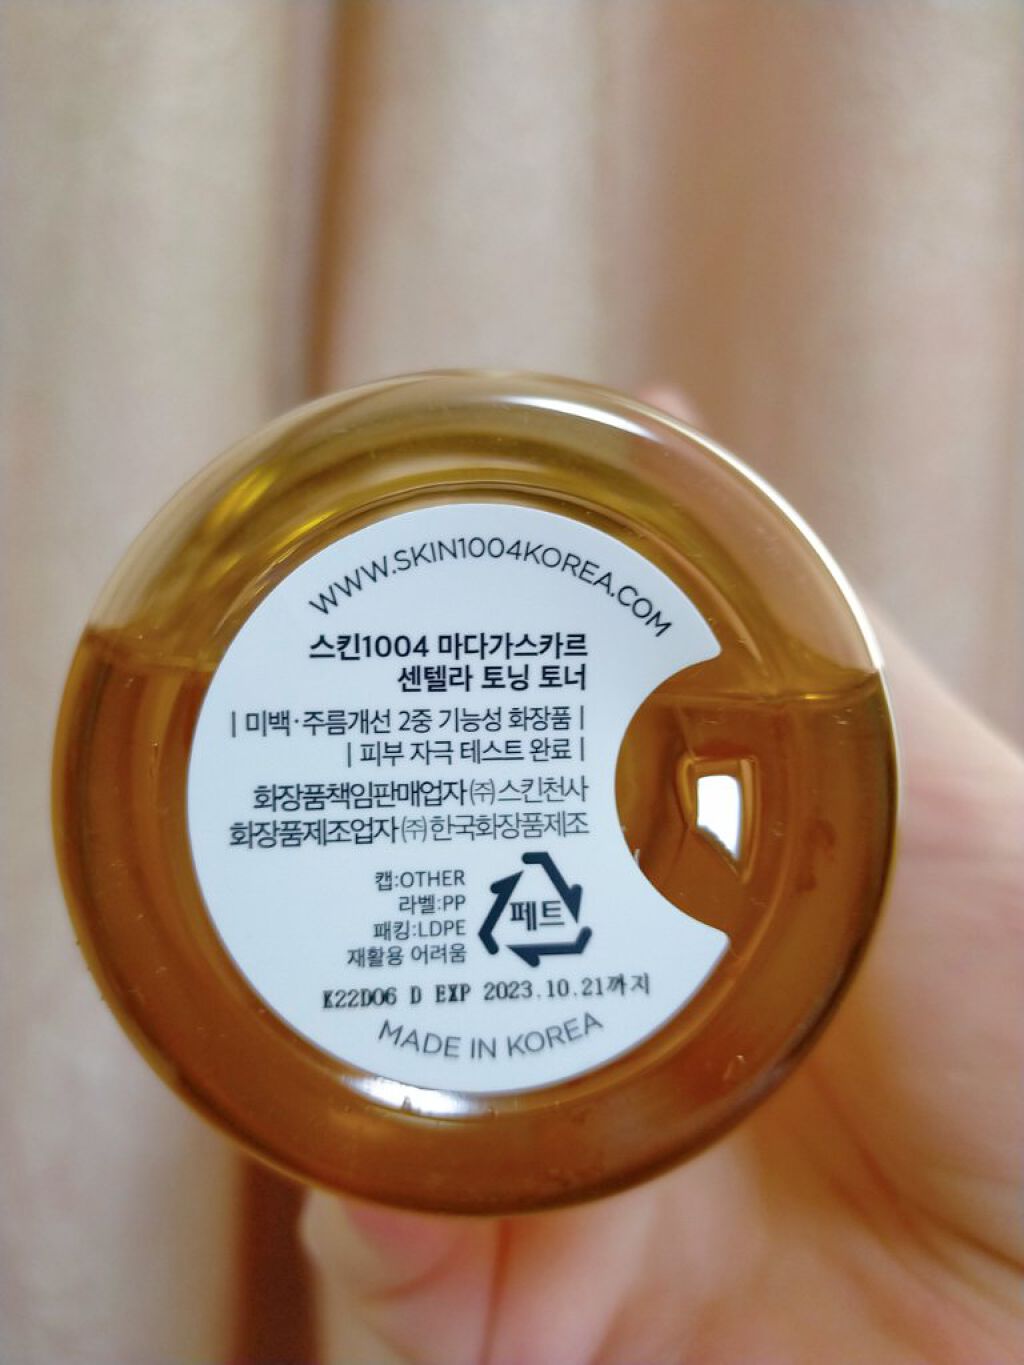 WWW.SKIN1004KOREA.COM
스킨1004 마다가스카르
센텔라 토닝 토너
| 미백·주름개선 2중 기능성 화장품 |
| 피부 자극 테스트 완료 |
화장품책임판매업자 ㈜스킨천사
화장품제조업자 ㈜한국화장품제조
캡:OTHER
라벨:PP
패킹:LDPE
재활용 어려움
페트
K22D06 D EXP 2023.10.21까지
MADE IN KOREA